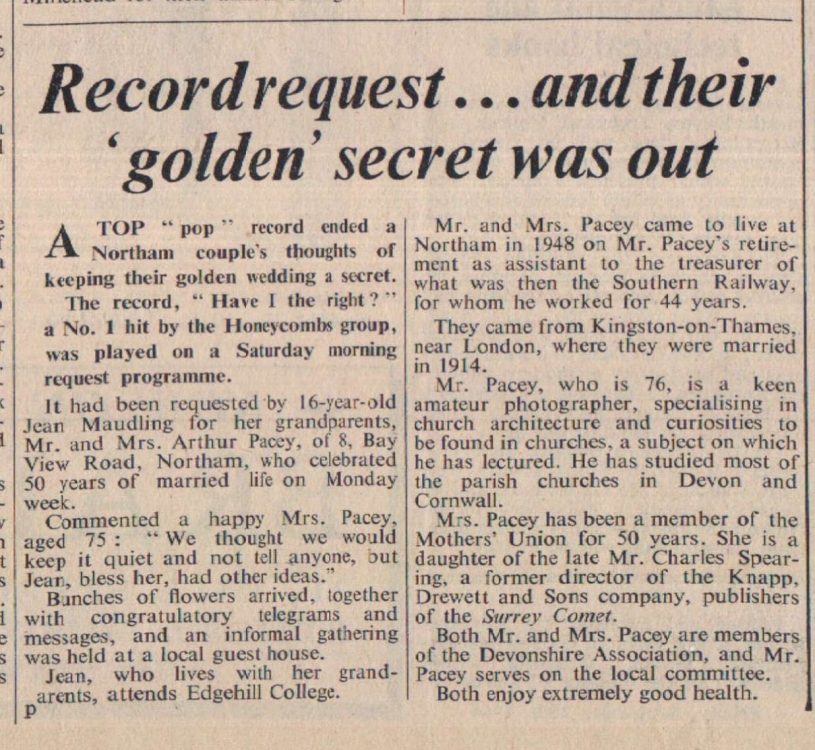 Record request . . . and their
'golden' secret was out
A TOP " pop " record ended a
Northam couple's thoughts of
keeping their golden wedding a secret.
The record, " Have I the right ? "
a No. 1 hit by the Honeycombs group,
was played on a Saturday morning
request programme.
It had been requested by 16-year-old
Jean Maudling for her grandparents,
Mr. and Mrs. Arthur Pacey, of 8, Bay
View Road, Northam, who celebrated
50 years of married life on Monday
week.
Commented a happy Mrs. Pacey,
aged 75 : " We thought we would
keep it quiet and not tell anyone, but
Jean, bless her, had other ideas."
Bunches of flowers arrived, together
with congratulatory telegrams and
messages, and an informal gathering
was held at a local guest house.
Jean, who lives with her grand-
parents, attends Edgehill College.
Mr. and Mrs. Pacey came to live at
Northam in 1948 on Mr. Pacey's retire-
ment as assistant to the treasurer of
what was then the Southern Railway,
for whom he worked for 44 years.
They came from Kingston-on-Thames,
near London, where they were married
in 1914.
Mr. Pacey, who is 76, is a keen
amateur photographer, specialising in
church architecture and curiosities to
be found in churches, a subject on which
he has lectured. He has studied most of
the parish churches in Devon and
Cornwall.
Mrs. Pacey has been a member of the
Mothers' Union for 50 years. She is a
daughter of the late Mr. Charles Spear-
ing, a former director of the Knapp,
Drewett and Sons company, publishers
of the Surrey Comet.
Both Mr. and Mrs. Pacey are members
of the Devonshire Association, and Mr.
Pacey serves on the local committee.
Both enjoy extremely good health.